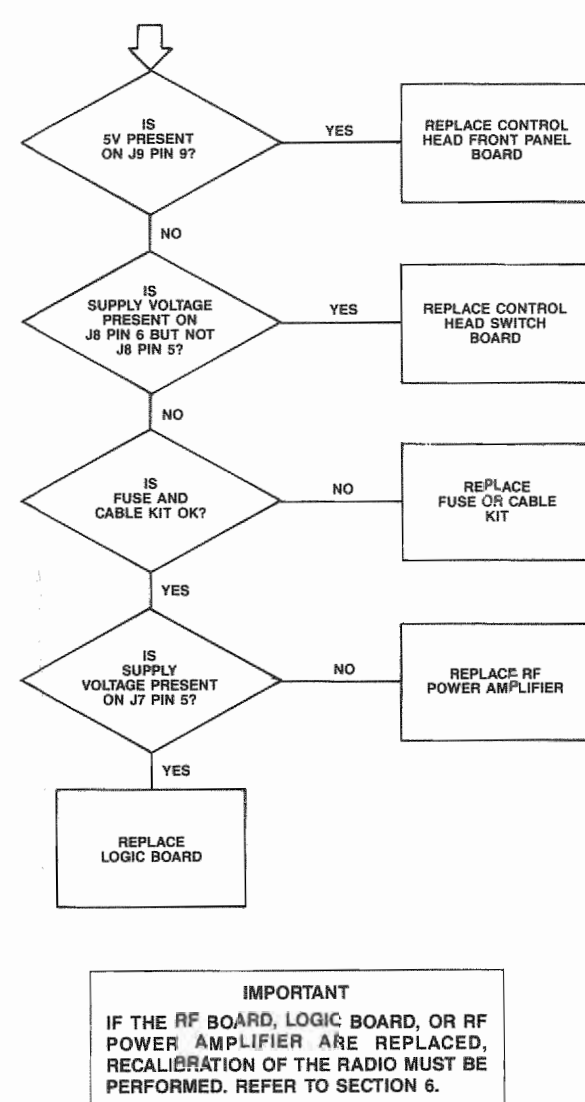 IS
5V PRESENT
ON J9 PIN 9?
YES
REPLACE CONTROL
HEAD FRONT PANEL
BOARD
NO
IS
SUPPLY VOLTAGE
PRESENT ON
J8 PIN 6 BUT NOT
J8 PIN 5?
YES
REPLACE CONTROL
HEAD SWITCH
BOARD
NO
IS
FUSE AND
CABLE KIT OK?
NO
REPLACE
FUSE OR CABLE
KIT
YES
IS
SUPPLY
VOLTAGE PRESENT
ON J7 PIN 5?
NO
REPLACE RF
POWER AMPLIFIER
YES
REPLACE
LOGIC BOARD
IMPORTANT
IF THE RF BOARD, LOGIC BOARD, OR RF
POWER AMPLIFIER ARE REPLACED,
RECALIBRATION OF THE RADIO MUST BE
PERFORMED. REFER TO SECTION 6.